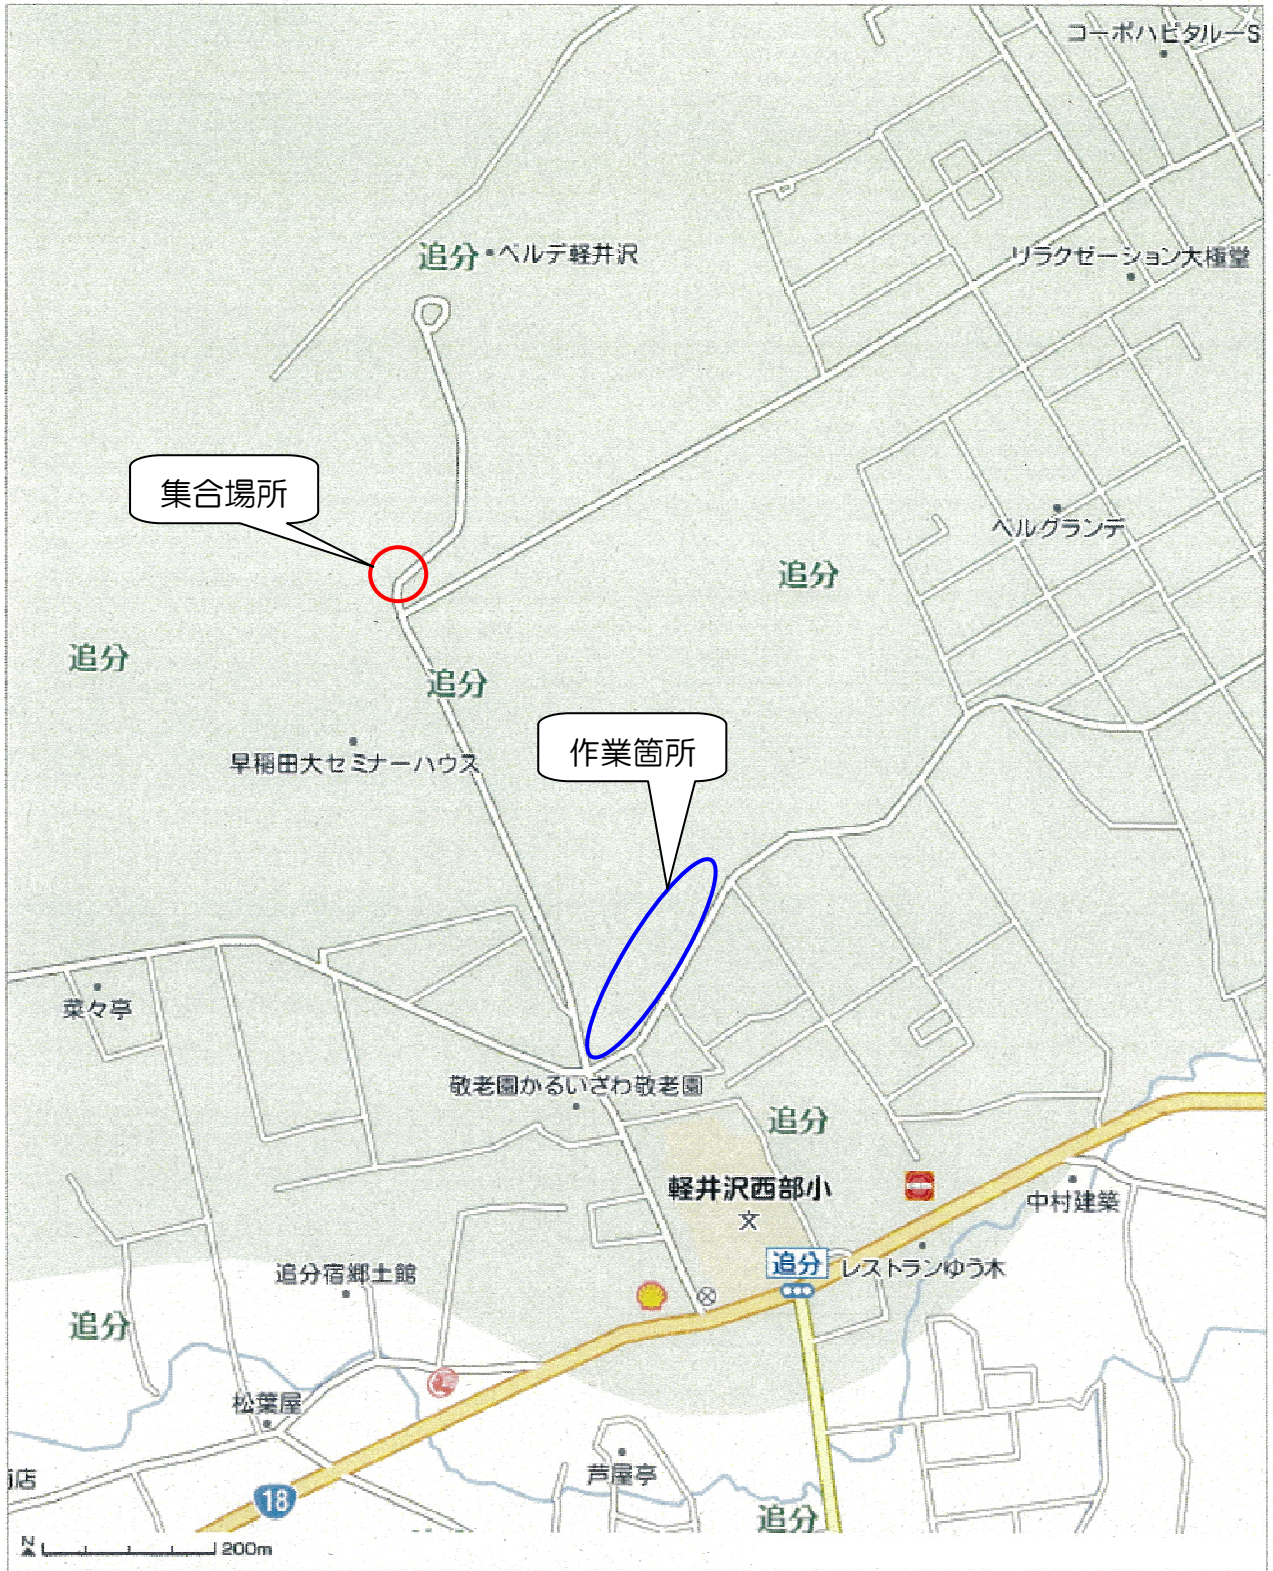 コーポハビタルーS
追分
ベルデ軽井沢
リラクゼーション大極堂
集合場所
ベルグランデ
追分
追分
追分
作業箇所
早稲田大セミナーハウス
菜々亭
敬老園かるいざわ敬老園
追分
軽井沢西部小
文
中村建築
追分
レストランゆう木
追分宿郷土館
追分
松葉屋
芦屋亭
店
18
追分
N
200m